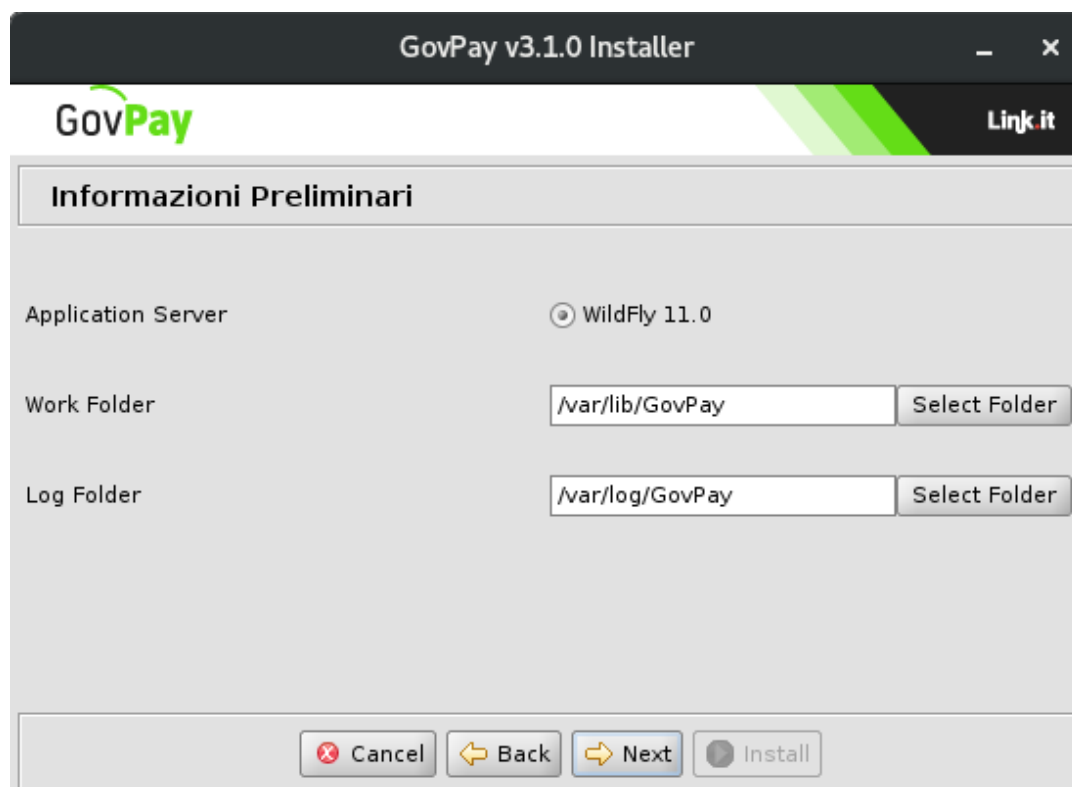 GovPay v3.1.0 Installer
GovPay
Link.it
Informazioni Preliminari
Application Server
WildFly 11.0
Work Folder
/var/lib/GovPay
Select Folder
Log Folder
/var/log/GovPay
Select Folder
Cancel
Back
Next
Install